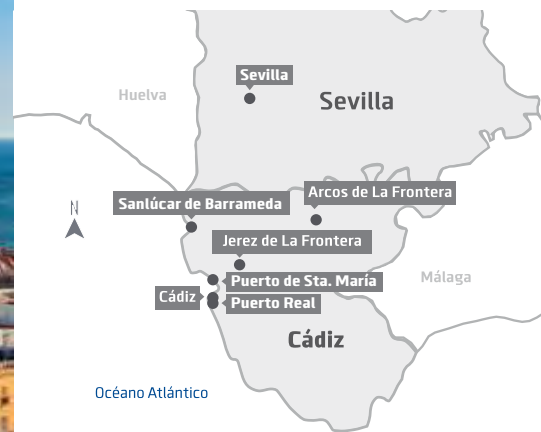 Sevilla
Huelva
Sevilla
Arcos de La Frontera
Sanlúcar de Barrameda
N
Jerez de La Frontera
Puerto de Sta. María
Málaga
Cádiz
Puerto Real
Cádiz
Océano Atlántico